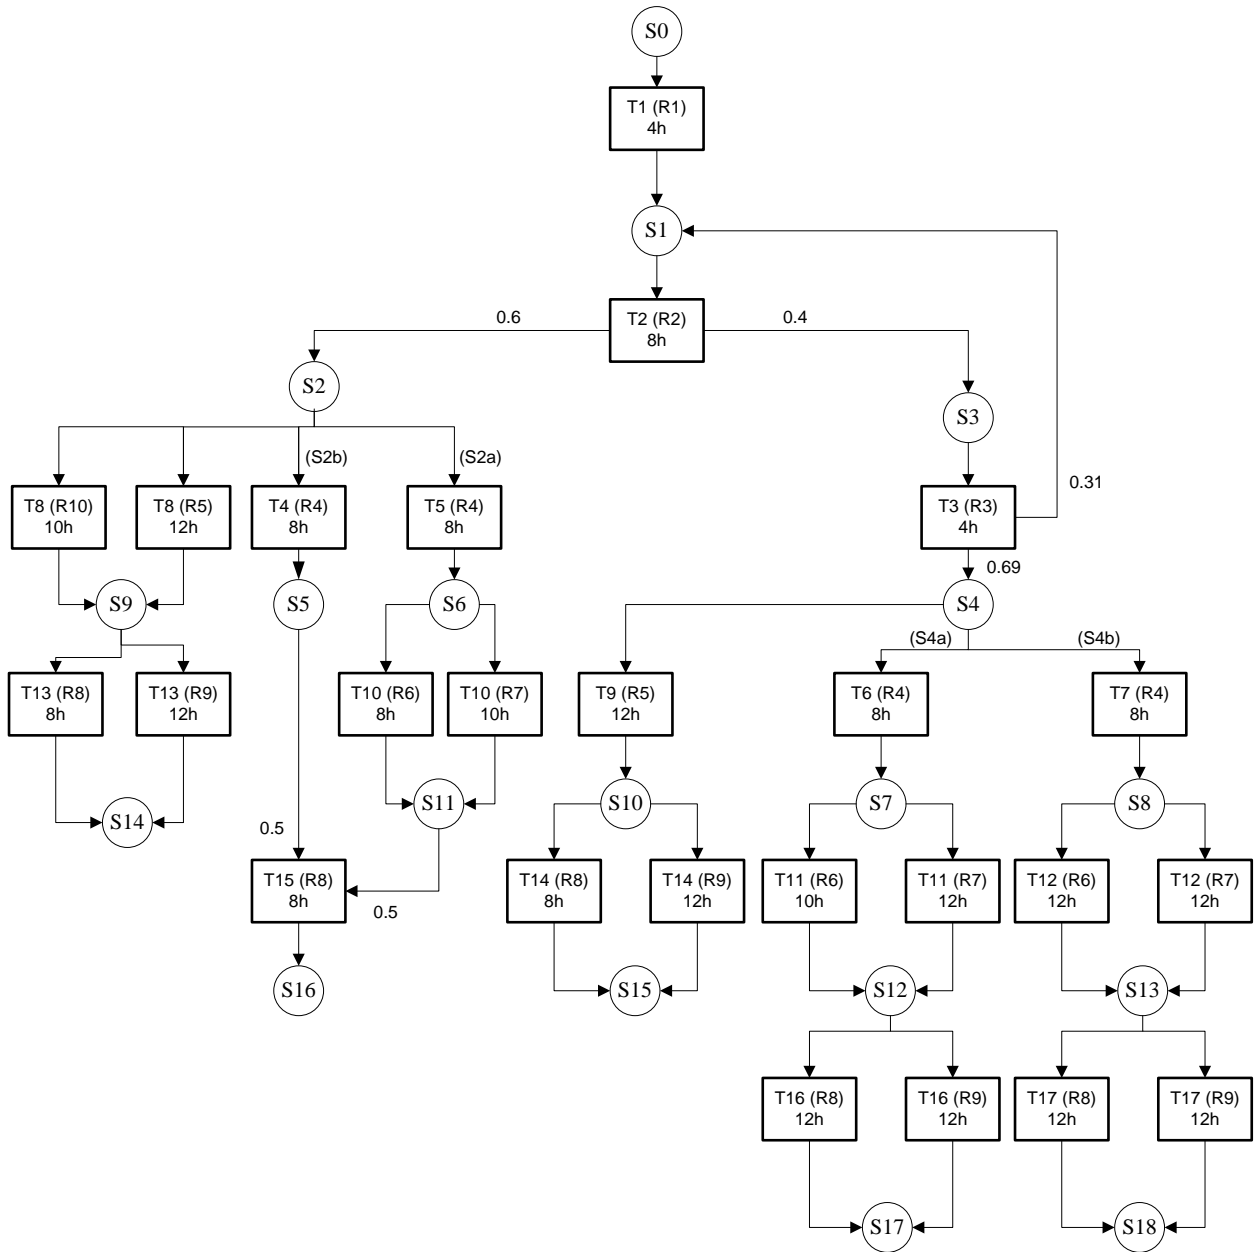 S0
T1 (R1)
4h
S1
0.6
T2 (R2)
8h
0.4
S2
S3
(S2b)
(S2a)
0.31
T8 (R10)
10h
T8 (R5)
12h
T4 (R4)
8h
T5 (R4)
8h
T3 (R3)
4h
0.69
S9
S5
S6
S4
(S4a)
(S4b)
T13 (R8)
8h
T13 (R9)
12h
T10 (R6)
8h
T10 (R7)
10h
T9 (R5)
12h
T6 (R4)
8h
T7 (R4)
8h
S14
S11
S10
S7
S8
0.5
T15 (R8)
8h
0.5
T14 (R8)
8h
T14 (R9)
12h
T11 (R6)
10h
T11 (R7)
12h
T12 (R6)
12h
T12 (R7)
12h
S16
S15
S12
S13
T16 (R8)
12h
T16 (R9)
12h
T17 (R8)
12h
T17 (R9)
12h
S17
S18